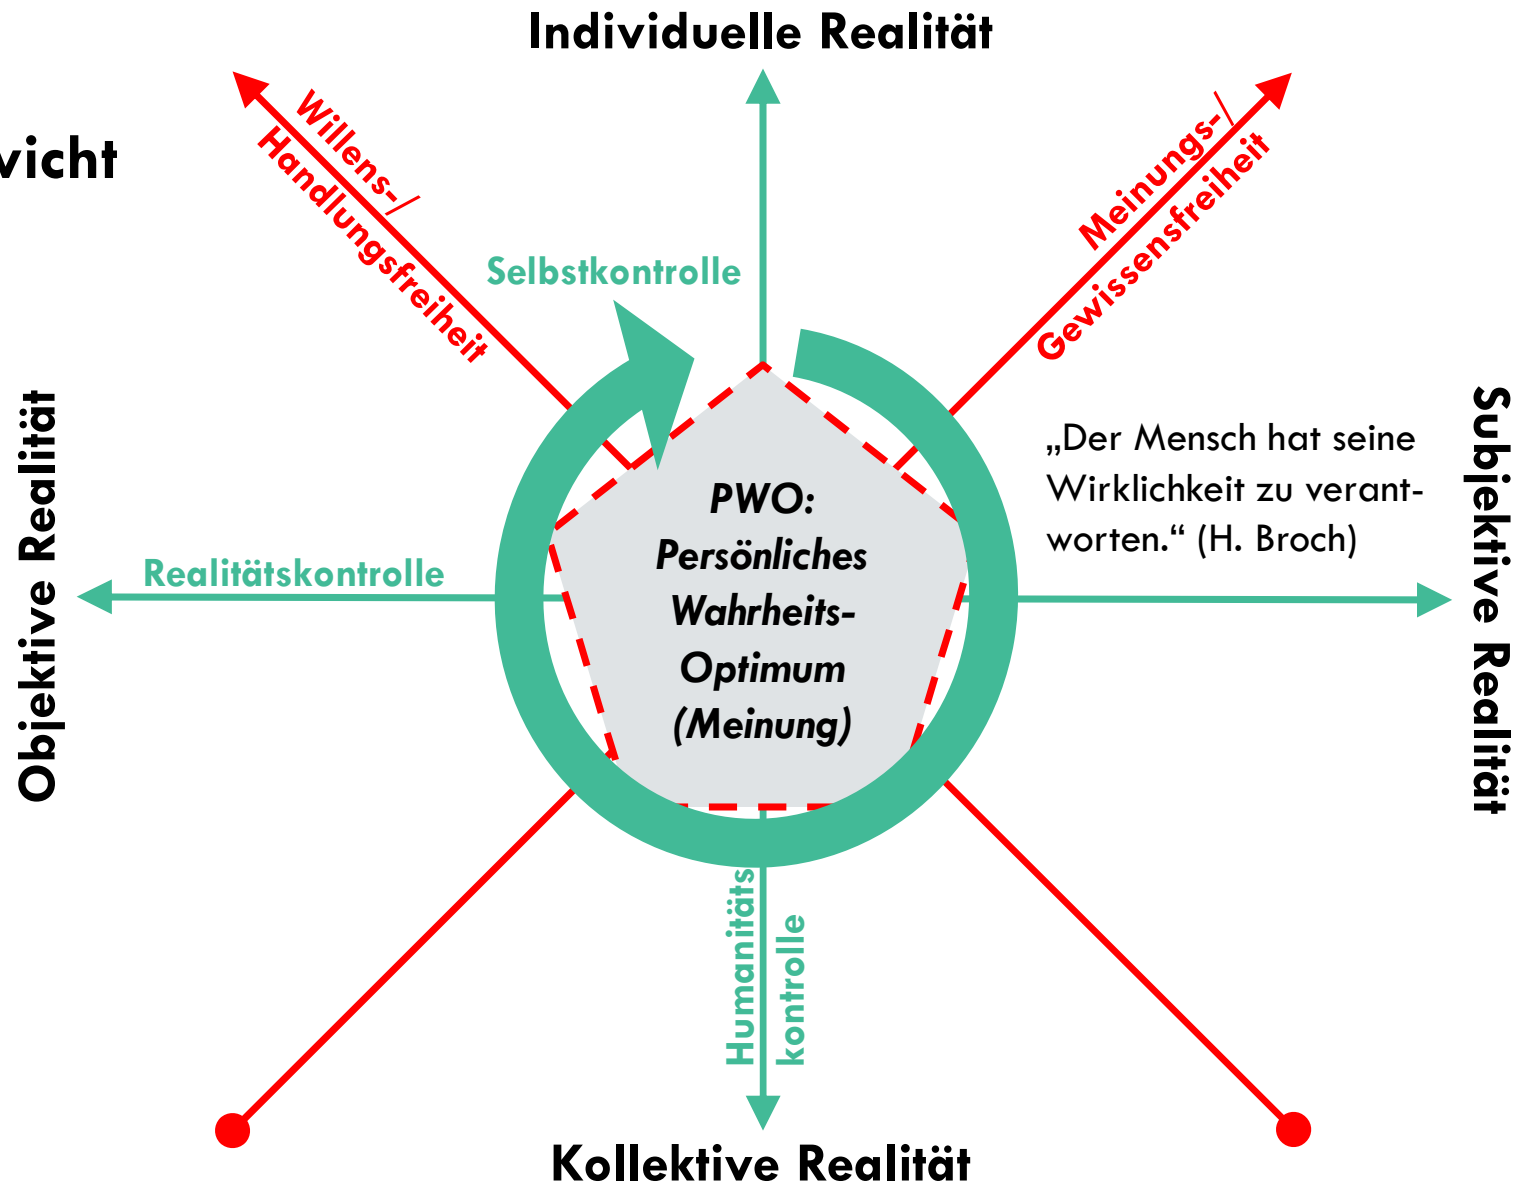 Individuelle Realität
wicht
Willens-/
Handlungsfreiheit
Meinungs-/
Gewissensfreiheit
Selbstkontrolle
Objektive Realität
Realitätskontrolle
PWO:
Persönliches
Wahrheits-
Optimum
(Meinung)
„Der Mensch hat seine
Wirklichkeit zu verant-
worten.“ (H. Broch)
Subjektive Realität
Humanitäts
kontrolle
Kollektive Realität